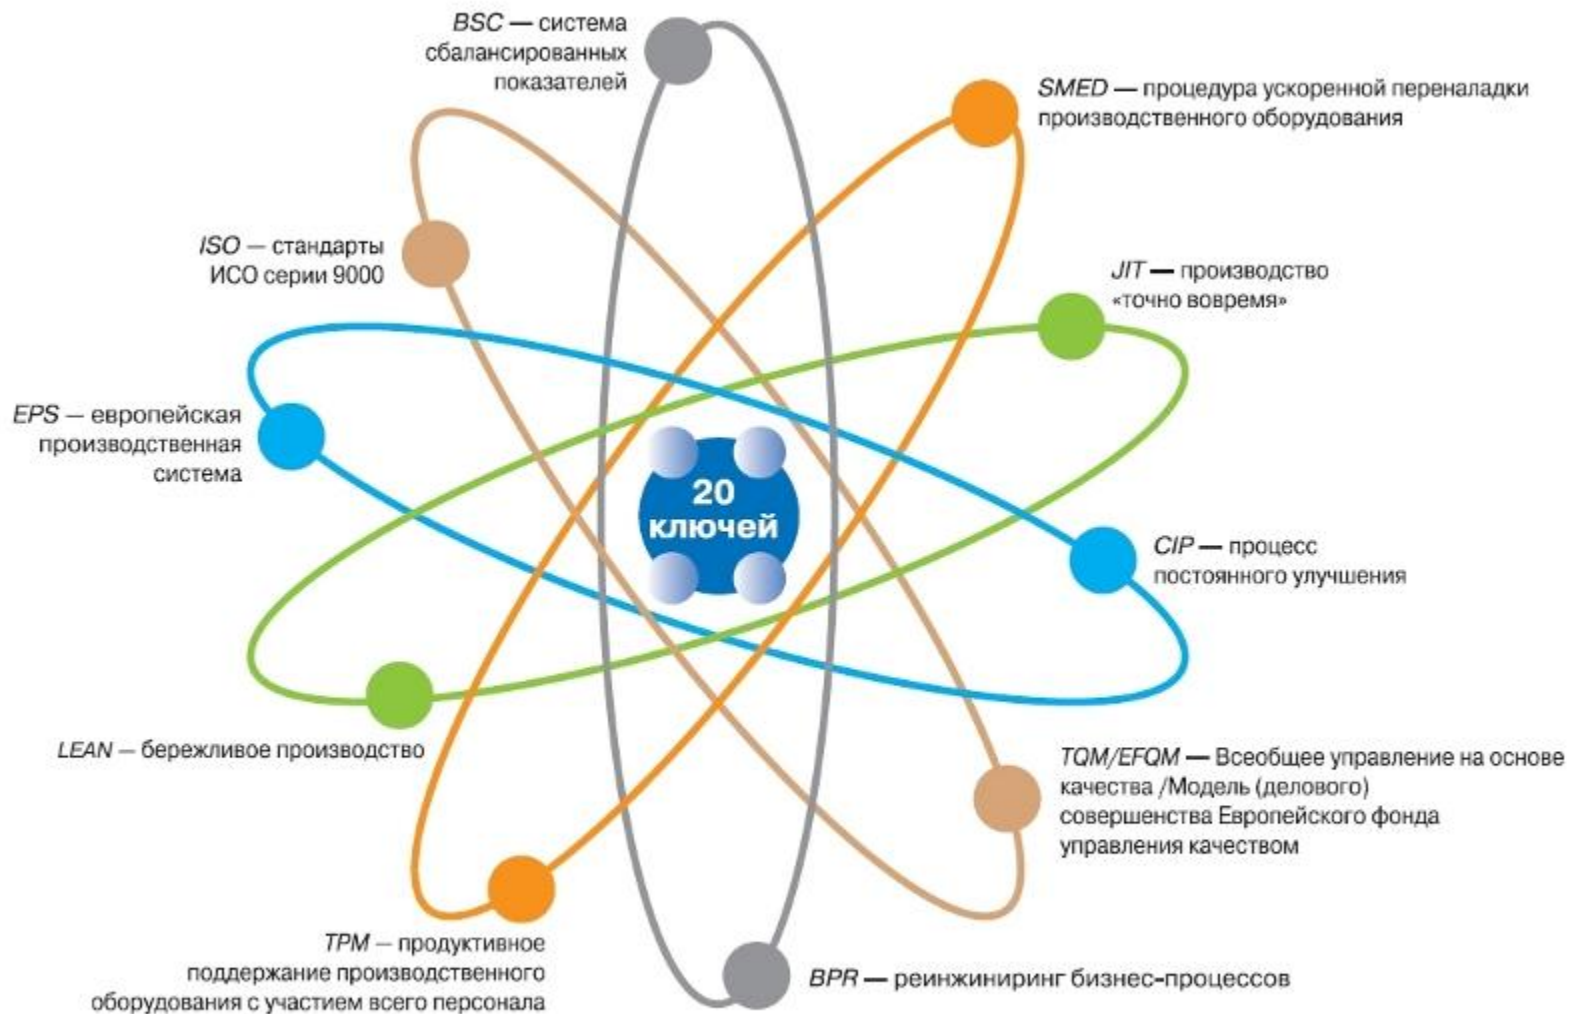 BSC — система
сбалансированных
показателей
SMED — процедура ускоренной переналадки
производственного оборудования
ISO — стандарты
ИСО серии 9000
JIT — производство
«точно вовремя»
EPS — европейская
производственная
система
20
ключей
CIP — процесс
постоянного улучшения
LEAN — бережливое производство
TQM/EFQM — Всеобщее управление на основе
качества /Модель (делового)
совершенства Европейского фонда
управления качеством
TPM — продуктивное
поддержание производственного
оборудования с участием всего персонала
BPR — реинжиниринг бизнес-процессов